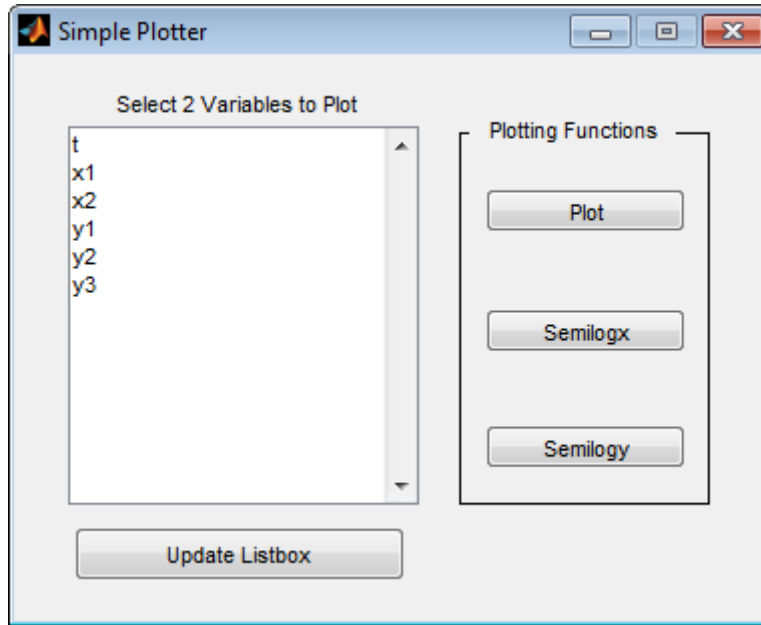 Simple Plotter
Select 2 Variables to Plot
t
x1
x2
y1
y2
y3
Update Listbox
Plotting Functions
Plot
Semilogx
Semilogy